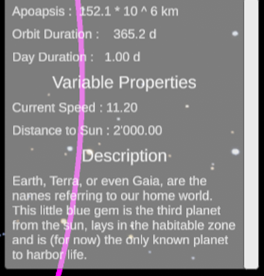 Apoapsis : 152.1 * 10 ^ 6 km
Orbit Duration : 365.2 d
Day Duration : 1.00 d
Variable Properties
Current Speed : 11.20
Distance to Sun : 2'000.00
Description
Earth, Terra, or even Gaia, are the
names referring to our home world.
This little blue gem is the third planet
from the sun, lays in the habitable zone
and is (for now) the only known planet
to harbor life.